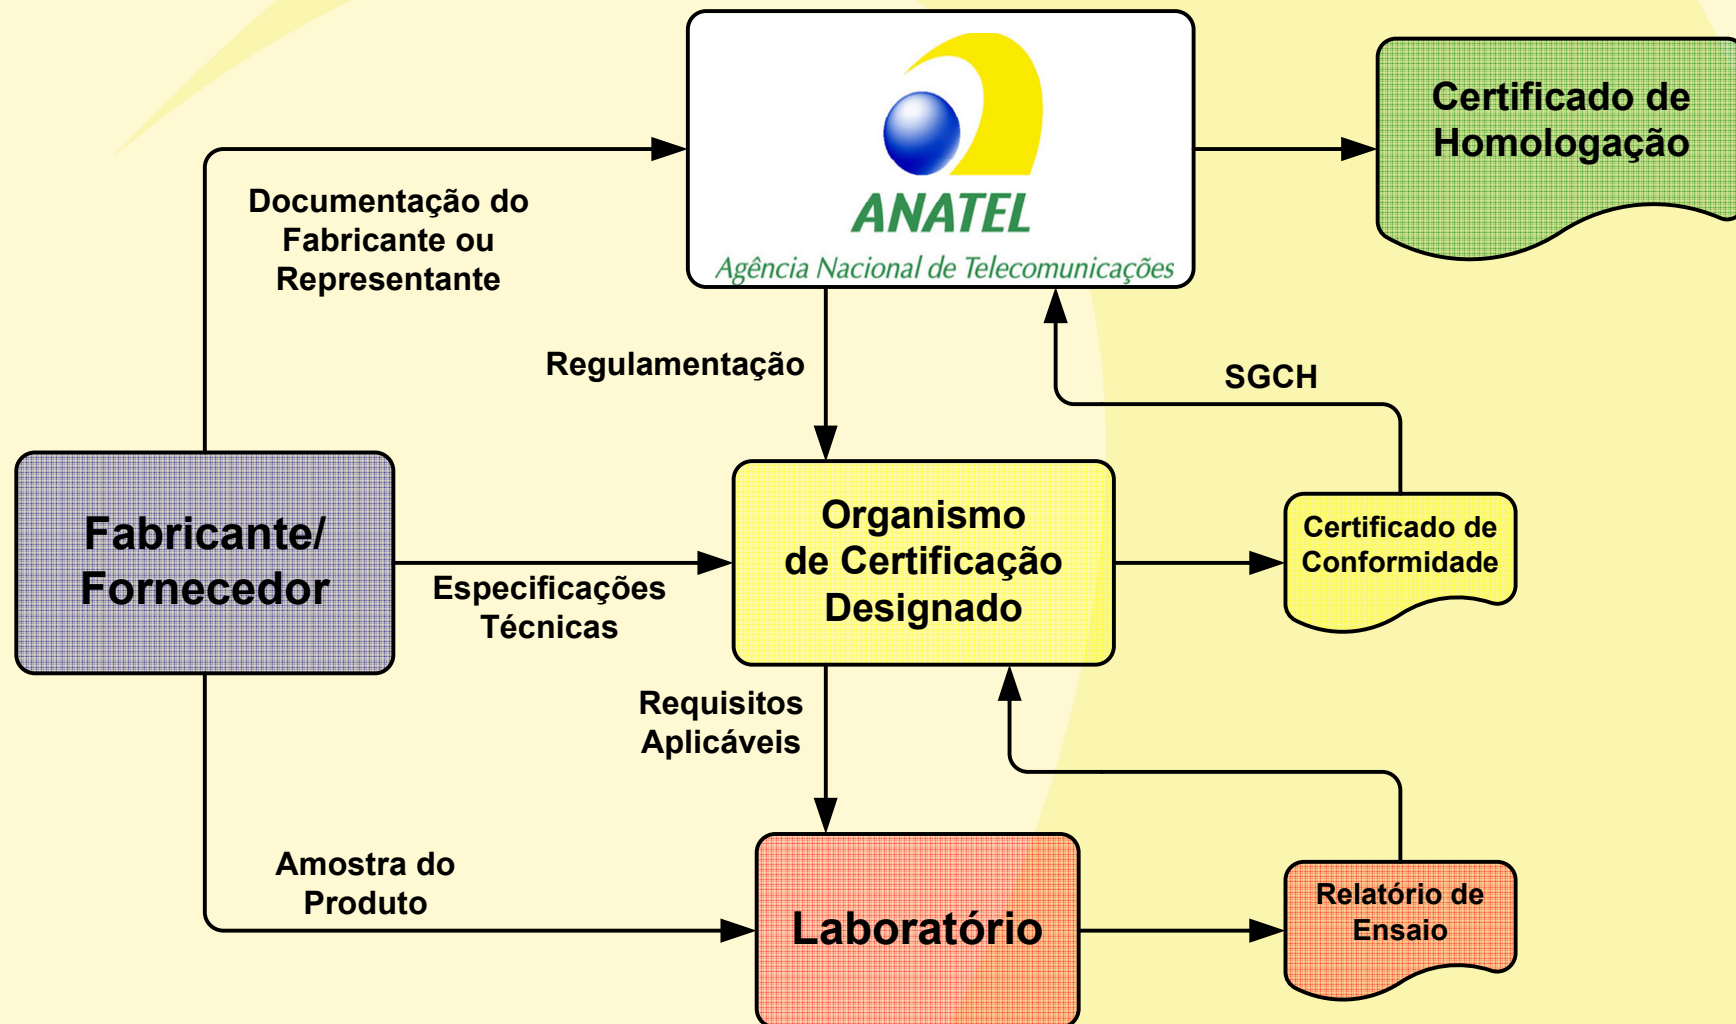 ANATEL
Agência Nacional de Telecomunicações
Certificado de
Homologação
Documentação do
Fabricante ou
Representante
Regulamentação
SGCH
Fabricante/
Fornecedor
Especificações
Técnicas
Organismo
de Certificação
Designado
Certificado de
Conformidade
Requisitos
Aplicáveis
Amostra do
Produto
Laboratório
Relatório de
Ensaio